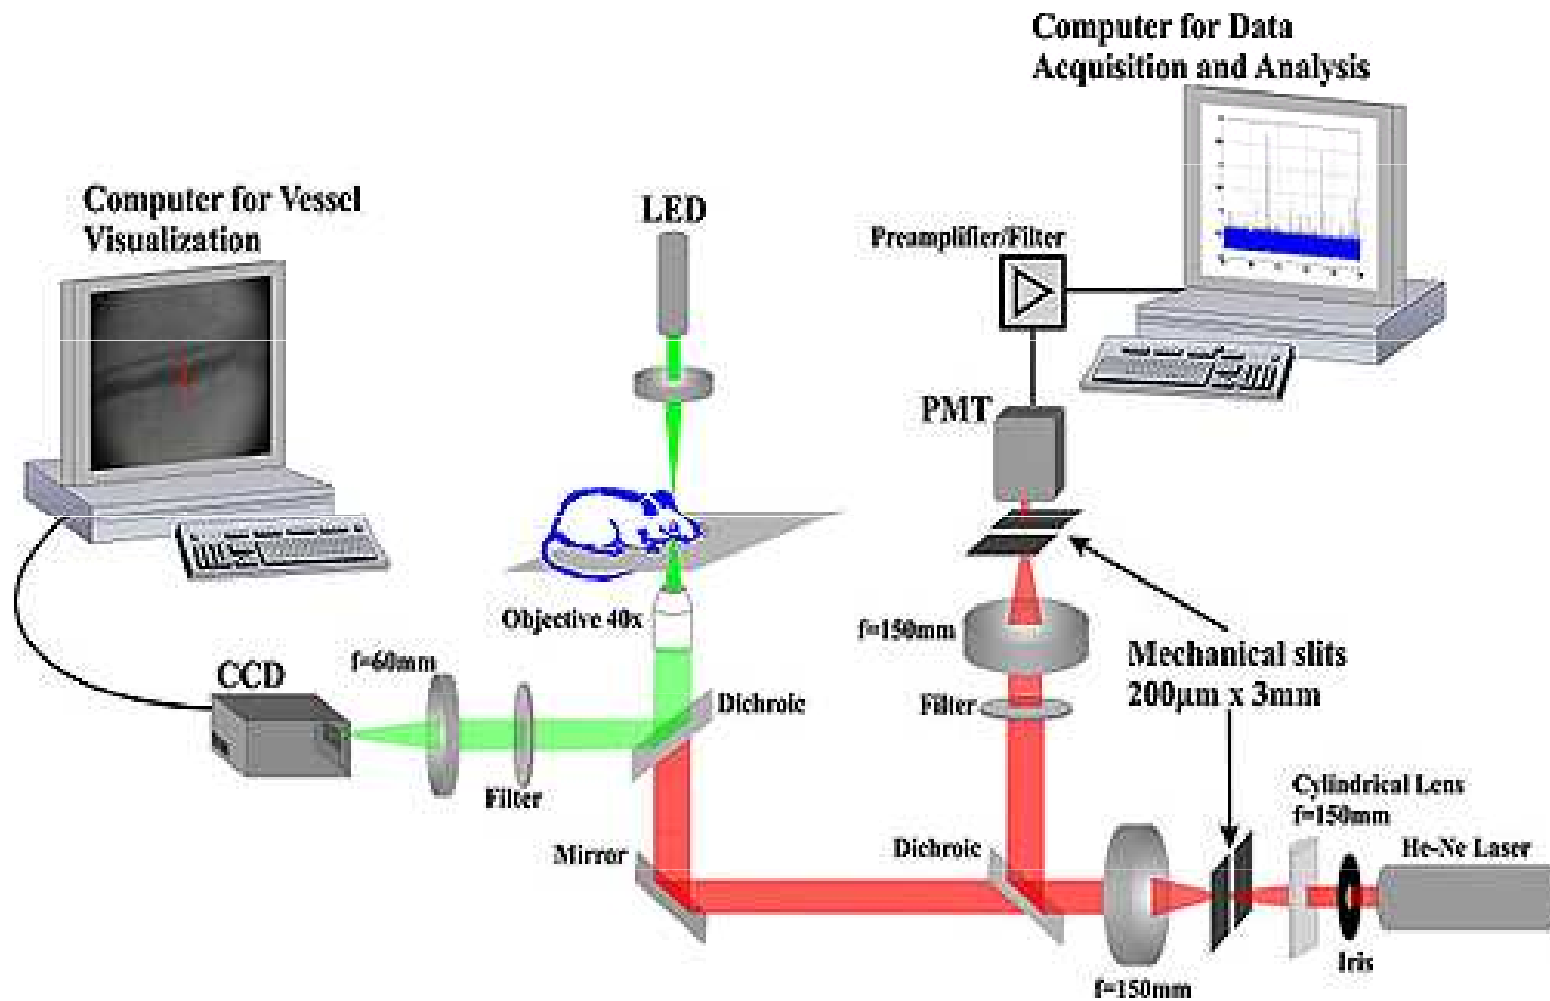 Computer for Data
Acquisition and Analysis
Computer for Vessel
Visualization
LED
Preamplifier/Filter
PMT
Objective 40x
f=150mm
f=60mm
CCD
Mechanical slits
200µm x 3mm
Dichroic
Filter
Filter
Cylindrical Lens
f=150mm
Mirror
Dichroic
He-Ne Laser
Iris
f=150mm